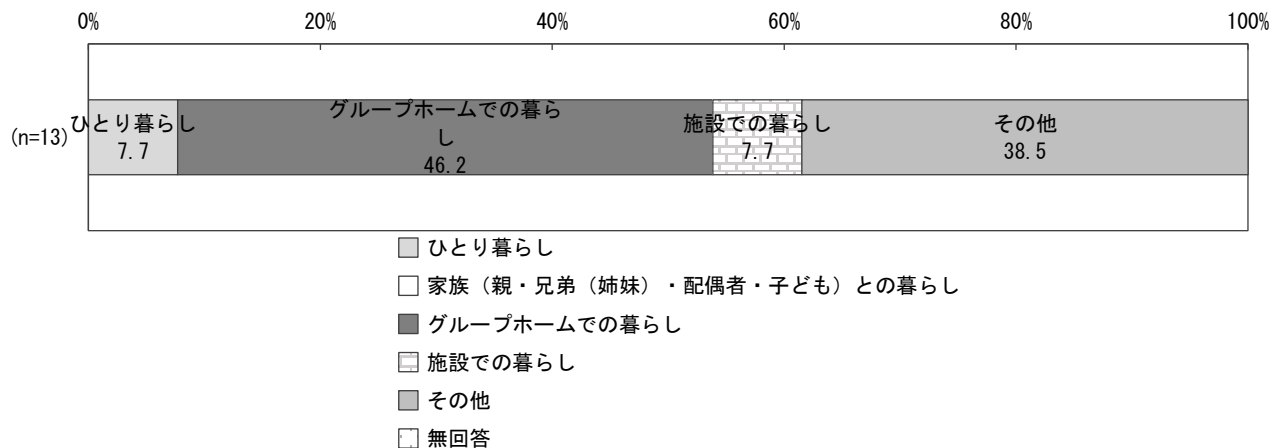 0% 20% 40% 60% 80% 100%
(n=13)
ひとり暮らし
7.7
グループホームでの暮ら
し
46.2
施設での暮らし
7.7
その他
38.5
ひとり暮らし
家族（親・兄弟（姉妹）・配偶者・子ども）との暮らし
グループホームでの暮らし
施設での暮らし
その他
無回答